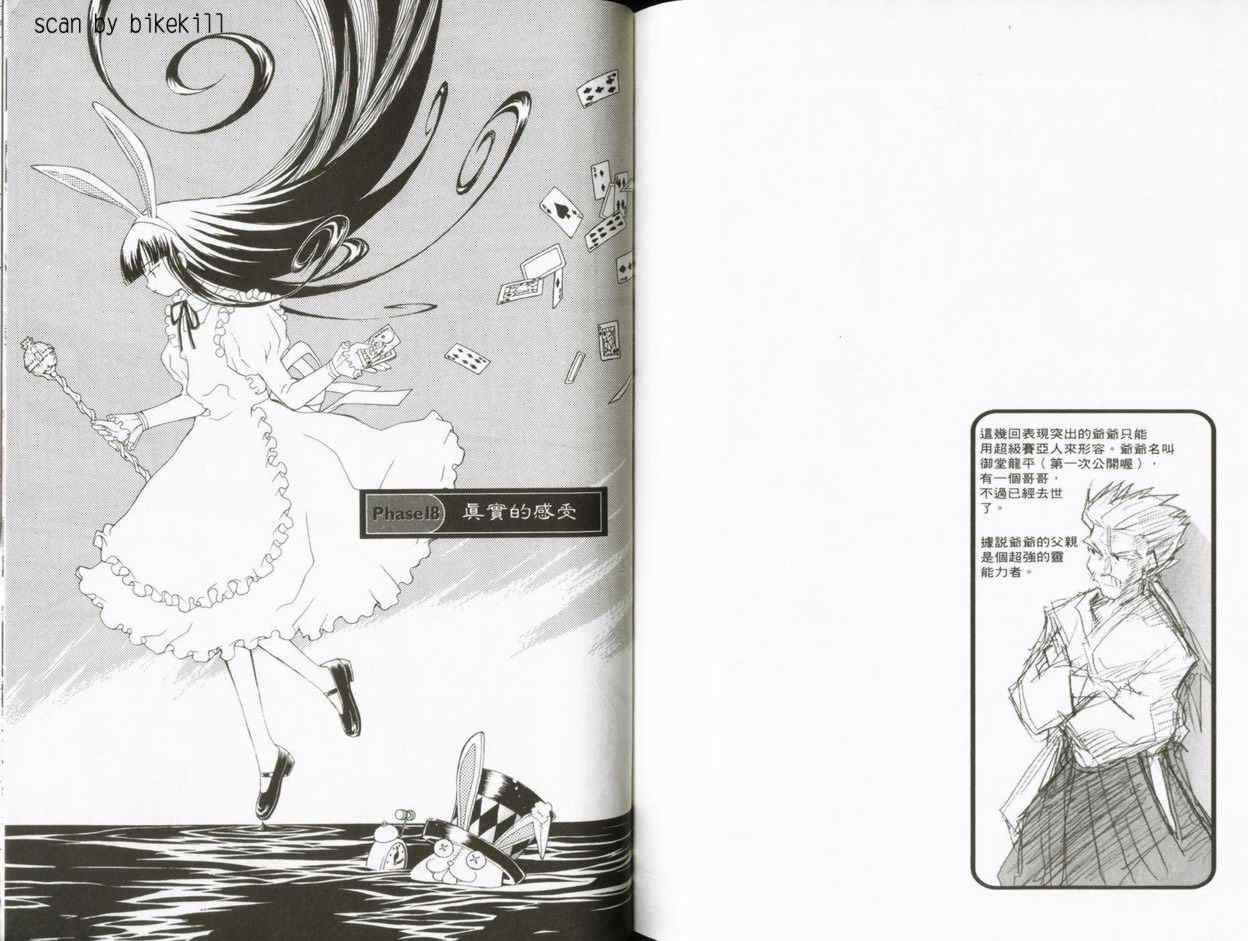 scan by bikekill
Phase18 眞實的感受
這幾回表現突出的爺爺只能
用超級賽亞人來形容。爺爺名叫
御堂龍平（第一次公開喔），
有一個哥哥，
不過已經去世
了。
據説爺爺的父親
是個超強的靈
能力者。